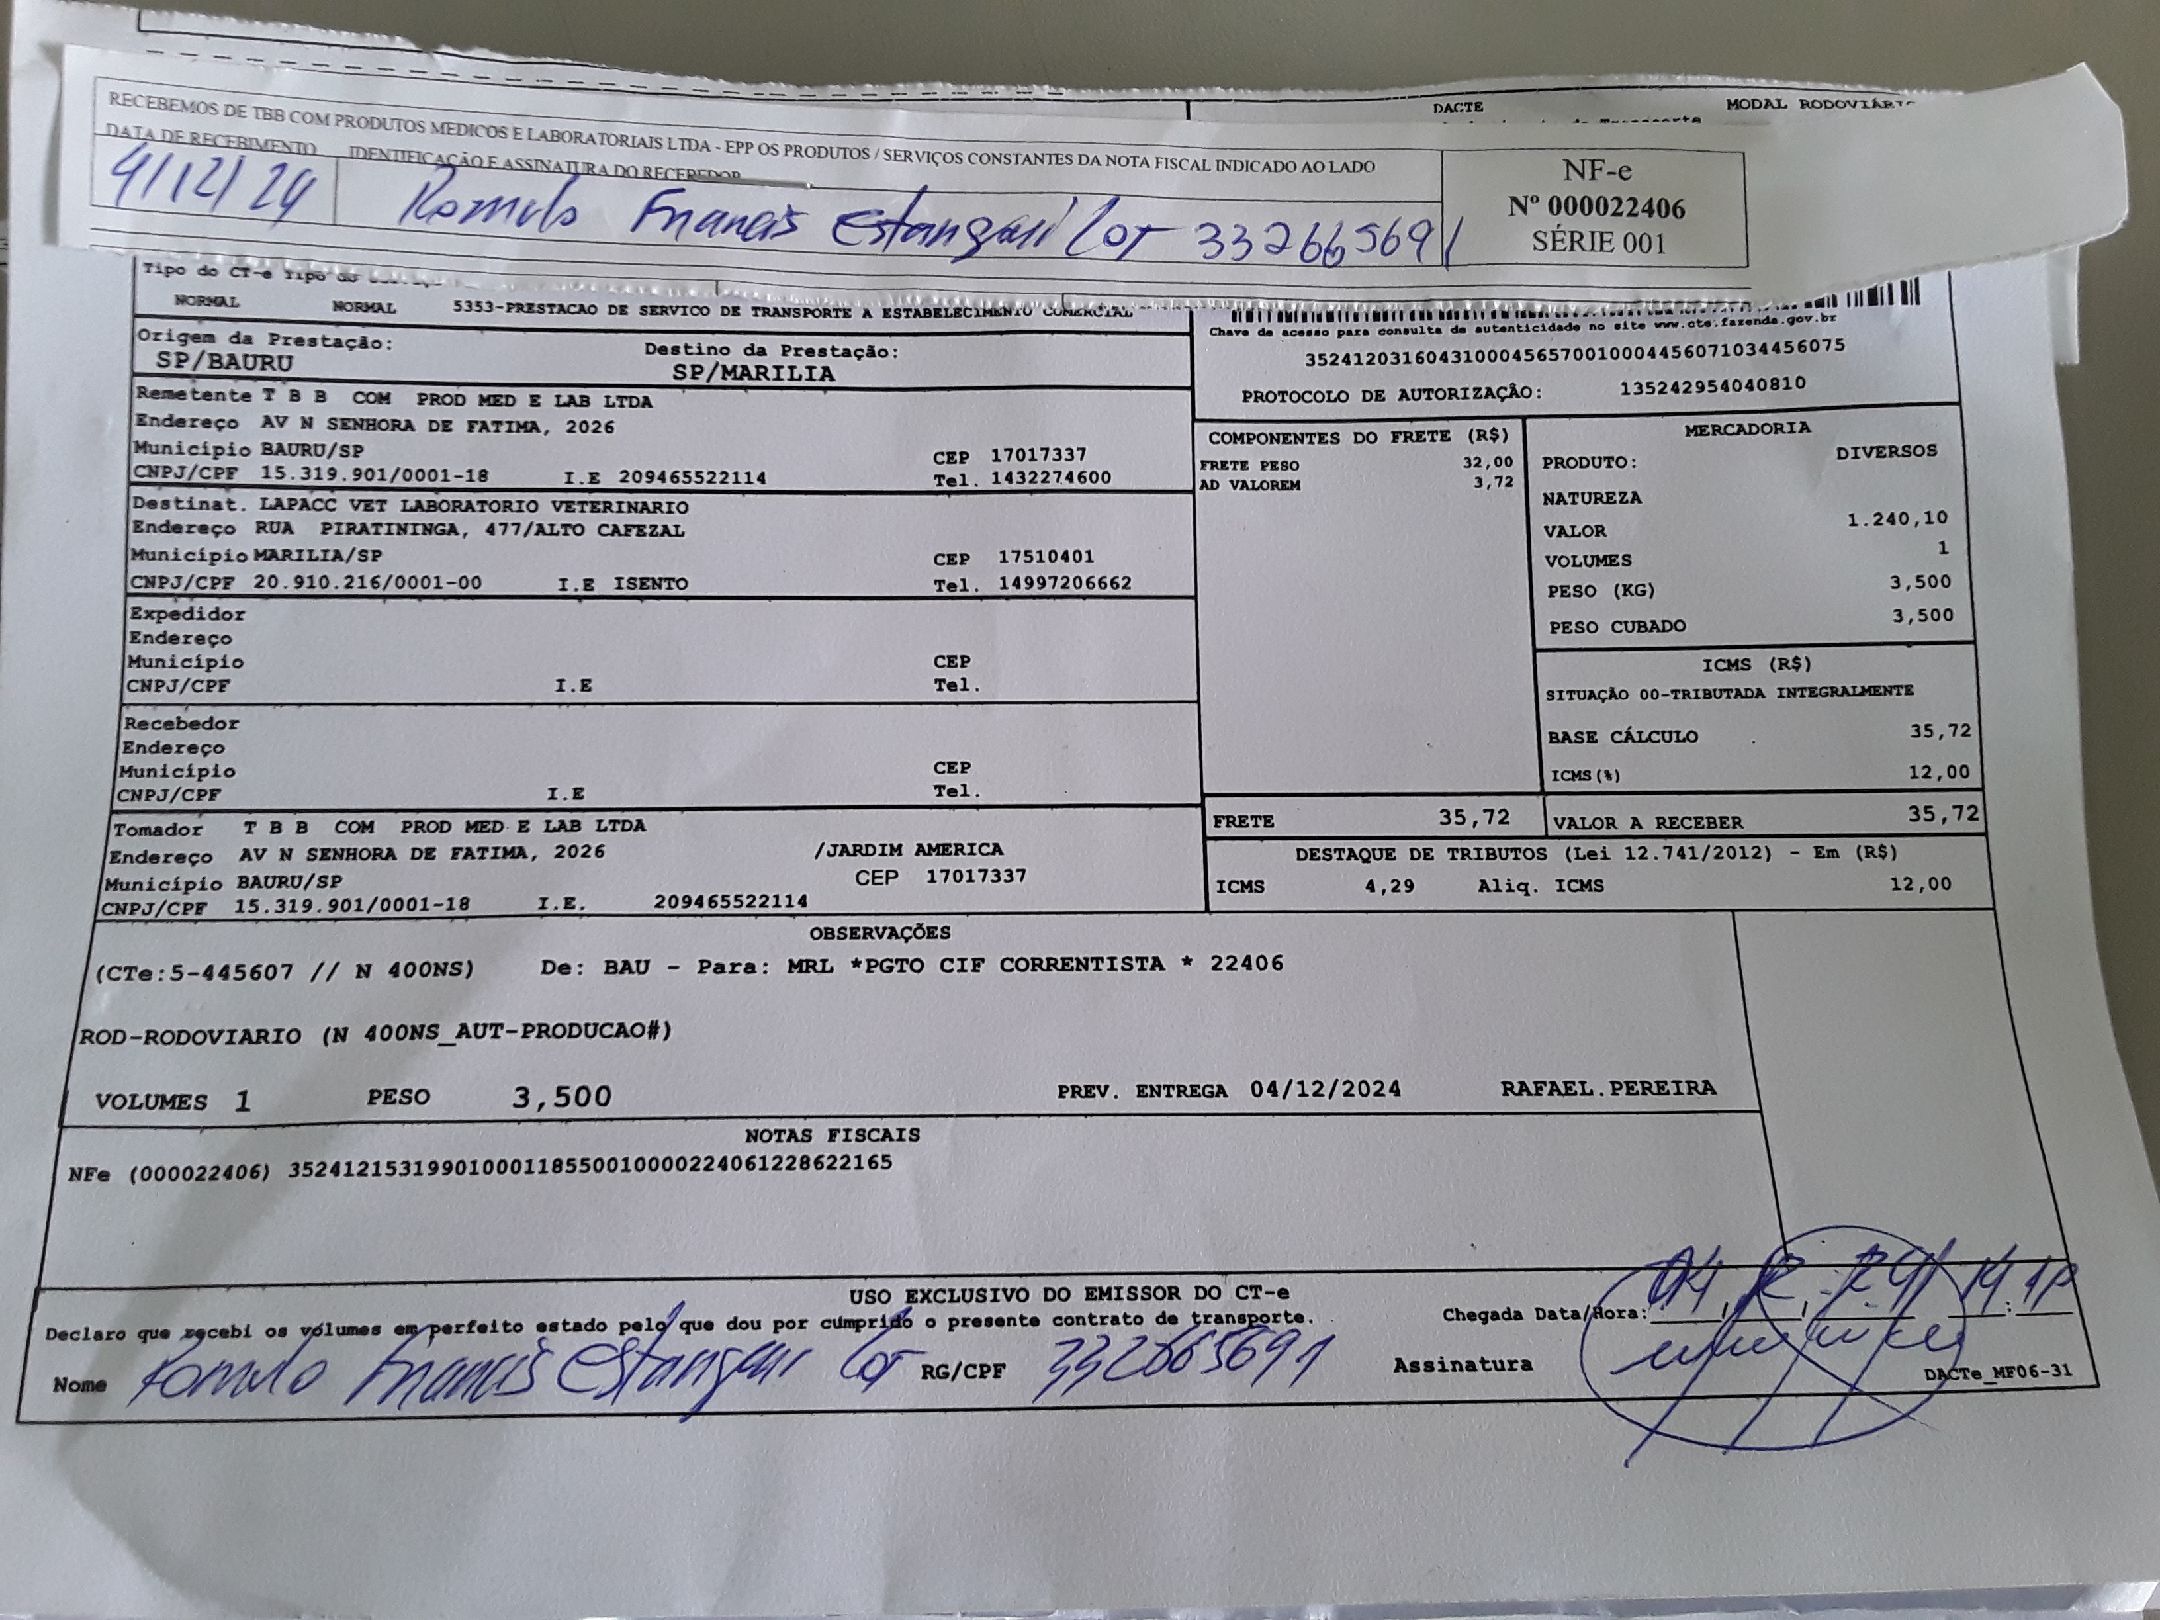 DACTE MODAL RODOVIÁRIO
RECEBEMOS DE TBB COM PRODUTOS MEDICOS E LABORATORIAIS LTDA - EPP OS PRODUTOS / SERVIÇOS CONSTANTES DA NOTA FISCAL INDICADO AO LADO
DATA DE RECEBIMENTO IDENTIFICAÇÃO E ASSINATURA DO RECEBEDOR
4/12/24 Romulo Francis Estangari Cot 332665691
NF-e
Nº 000022406
SÉRIE 001
Tipo do CT-e Tipo do
NORMAL NORMAL 5353-PRESTACAO DE SERVICO DE TRANSPORTE A ESTABELECIMENTO COMERCIAL
Chave de acesso para consulta de autenticidade no site www.cte.fazenda.gov.br
35241203160431000456570010004456071034456075
PROTOCOLO DE AUTORIZAÇÃO: 135242954040810
Origem da Prestação: Destino da Prestação:
SP/BAURU SP/MARILIA
Remetente T B B COM PROD MED E LAB LTDA
Endereço AV N SENHORA DE FATIMA, 2026
Município BAURU/SP CEP 17017337
CNPJ/CPF 15.319.901/0001-18 I.E 209465522114 Tel. 1432274600
Destinat. LAPACC VET LABORATORIO VETERINARIO
Endereço RUA PIRATININGA, 477/ALTO CAFEZAL
Município MARILIA/SP CEP 17510401
CNPJ/CPF 20.910.216/0001-00 I.E ISENTO Tel. 14997206662
Expedidor
Endereço
Município CEP
CNPJ/CPF I.E Tel.
Recebedor
Endereço
Município CEP
CNPJ/CPF I.E Tel.
Tomador T B B COM PROD MED E LAB LTDA
Endereço AV N SENHORA DE FATIMA, 2026 /JARDIM AMERICA
Município BAURU/SP CEP 17017337
CNPJ/CPF 15.319.901/0001-18 I.E. 209465522114
COMPONENTES DO FRETE (R$)
FRETE PESO 32,00
AD VALOREM 3,72
MERCADORIA
PRODUTO: DIVERSOS
NATUREZA
VALOR 1.240,10
VOLUMES 1
PESO (KG) 3,500
PESO CUBADO 3,500
ICMS (R$)
SITUAÇÃO 00-TRIBUTADA INTEGRALMENTE
BASE CÁLCULO 35,72
ICMS(%) 12,00
FRETE 35,72 VALOR A RECEBER 35,72
DESTAQUE DE TRIBUTOS (Lei 12.741/2012) - Em (R$)
ICMS 4,29 Aliq. ICMS 12,00
OBSERVAÇÕES
(CTe:5-445607 // N 400NS) De: BAU - Para: MRL *PGTO CIF CORRENTISTA * 22406
ROD-RODOVIARIO (N 400NS_AUT-PRODUCAO#)
VOLUMES 1 PESO 3,500 PREV. ENTREGA 04/12/2024 RAFAEL.PEREIRA
NOTAS FISCAIS
NFe (000022406) 35241215319901000118550010000224061228622165
USO EXCLUSIVO DO EMISSOR DO CT-e
Declaro que recebi os volumes em perfeito estado pelo que dou por cumprido o presente contrato de transporte. Chegada Data/Hora:
Nome Romulo Francis Estangari Cot RG/CPF 332665691 Assinatura
DACTe_MF06-31